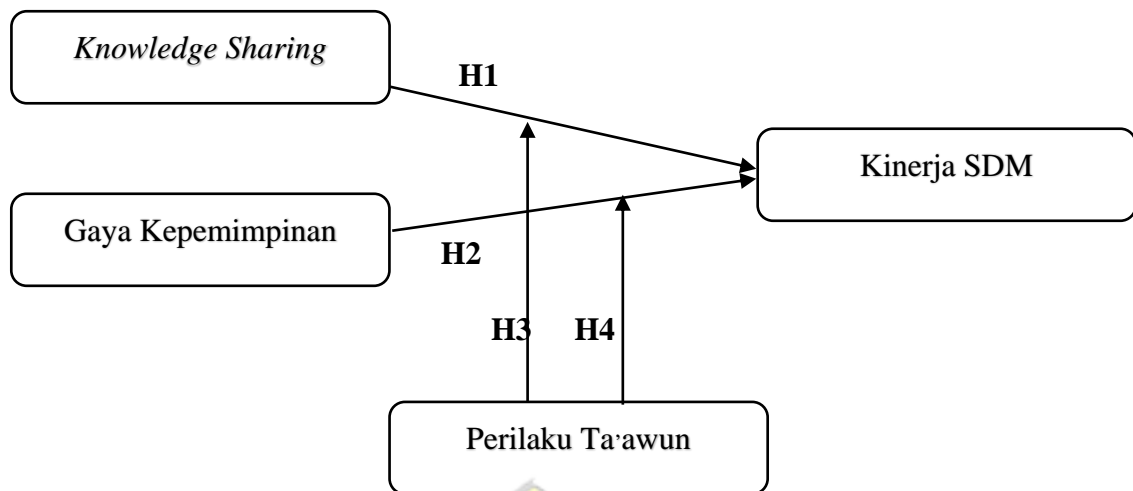 Knowledge Sharing
H1
Kinerja SDM
Gaya Kepemimpinan
H2
H3
H4
Perilaku Ta’awun